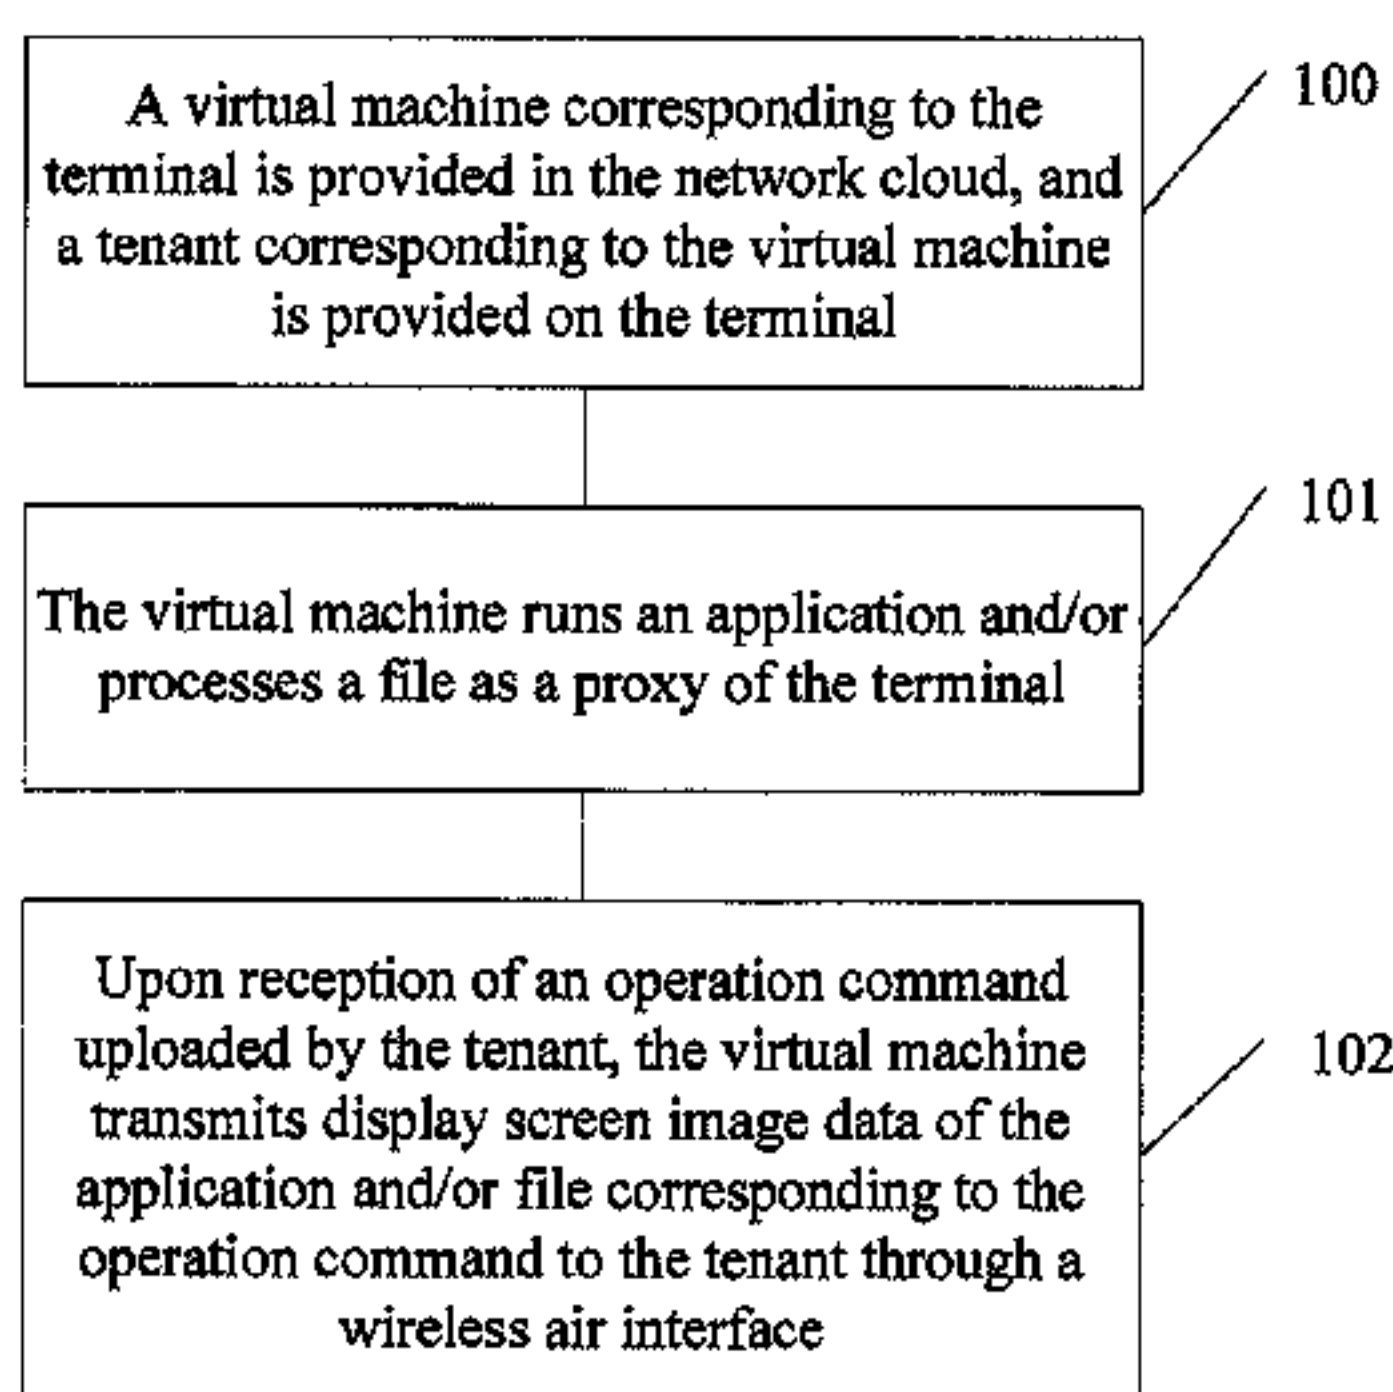 A virtual machine corresponding to the
terminal is provided in the network cloud, and
a tenant corresponding to the virtual machine
is provided on the terminal
100
The virtual machine runs an application and/or
processes a file as a proxy of the terminal
101
Upon reception of an operation command
uploaded by the tenant, the virtual machine
transmits display screen image data of the
application and/or file corresponding to the
operation command to the tenant through a
wireless air interface
102